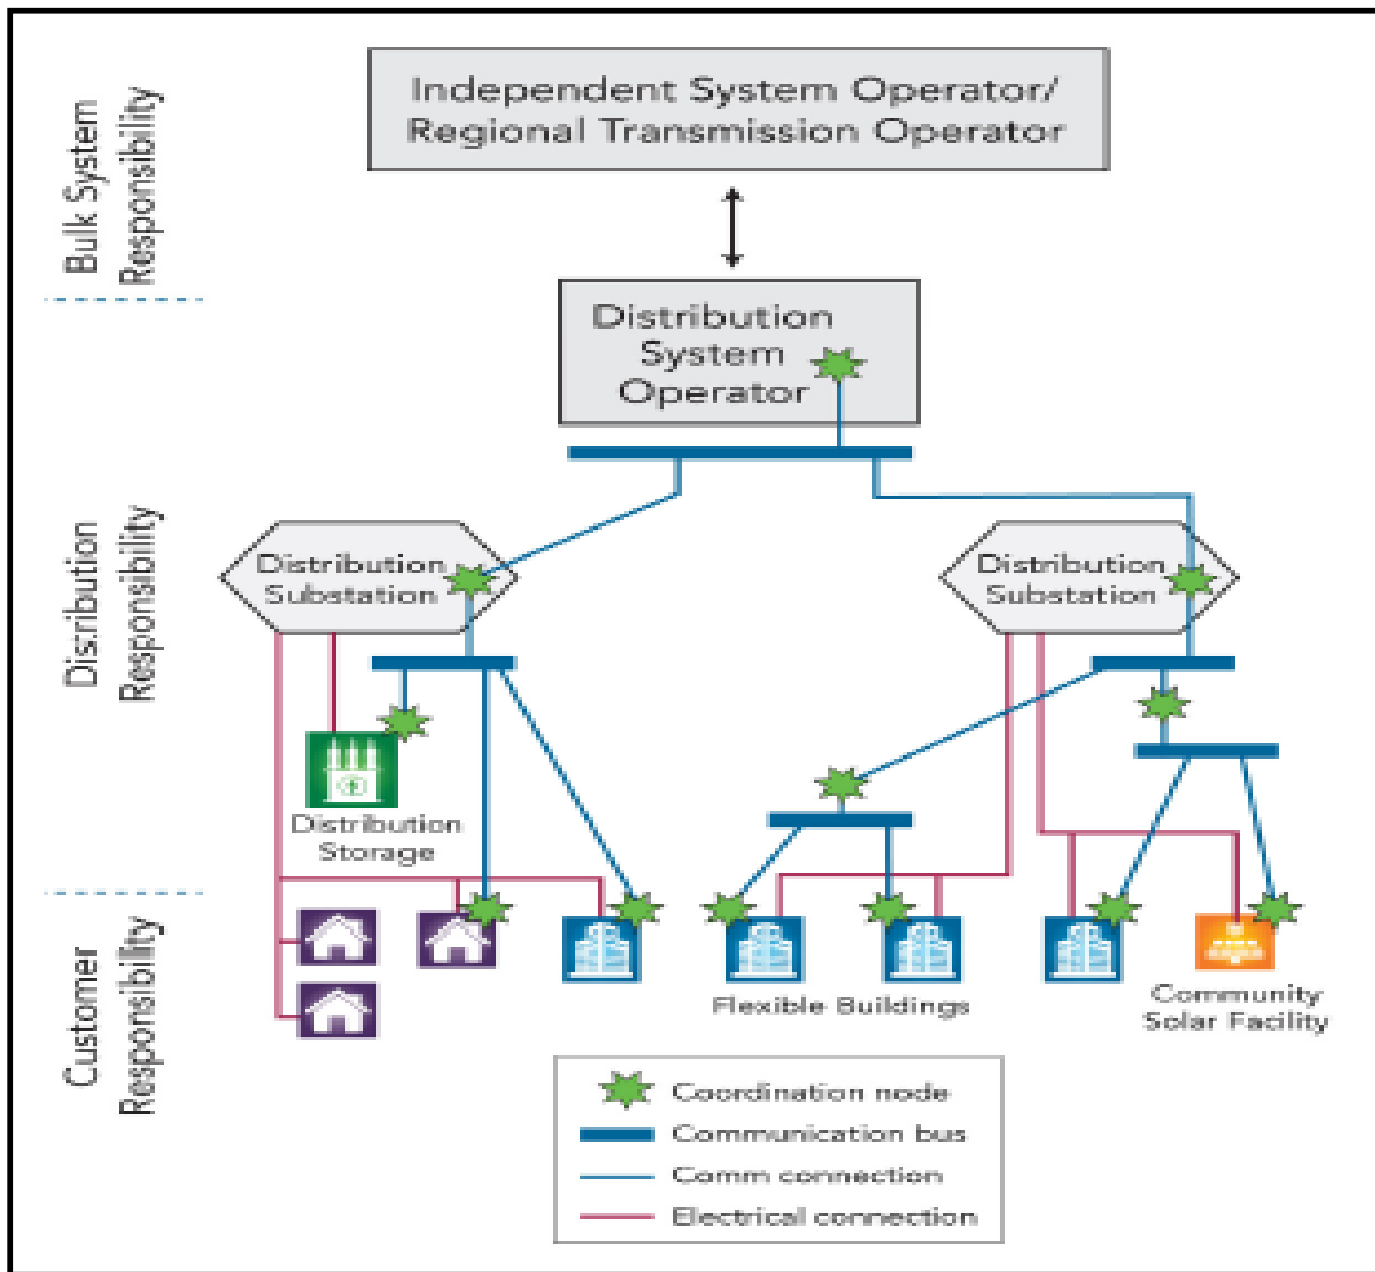 Independent System Operator/
Regional Transmission Operator
Bulk System
Responsibility
Distribution
System
Operator
Distribution
Responsibility
Distribution
Substation
Distribution
Substation
Distribution
Storage
Customer
Responsibility
Flexible Buildings
Community
Solar Facility
Coordination node
Communication bus
Comm connection
Electrical connection